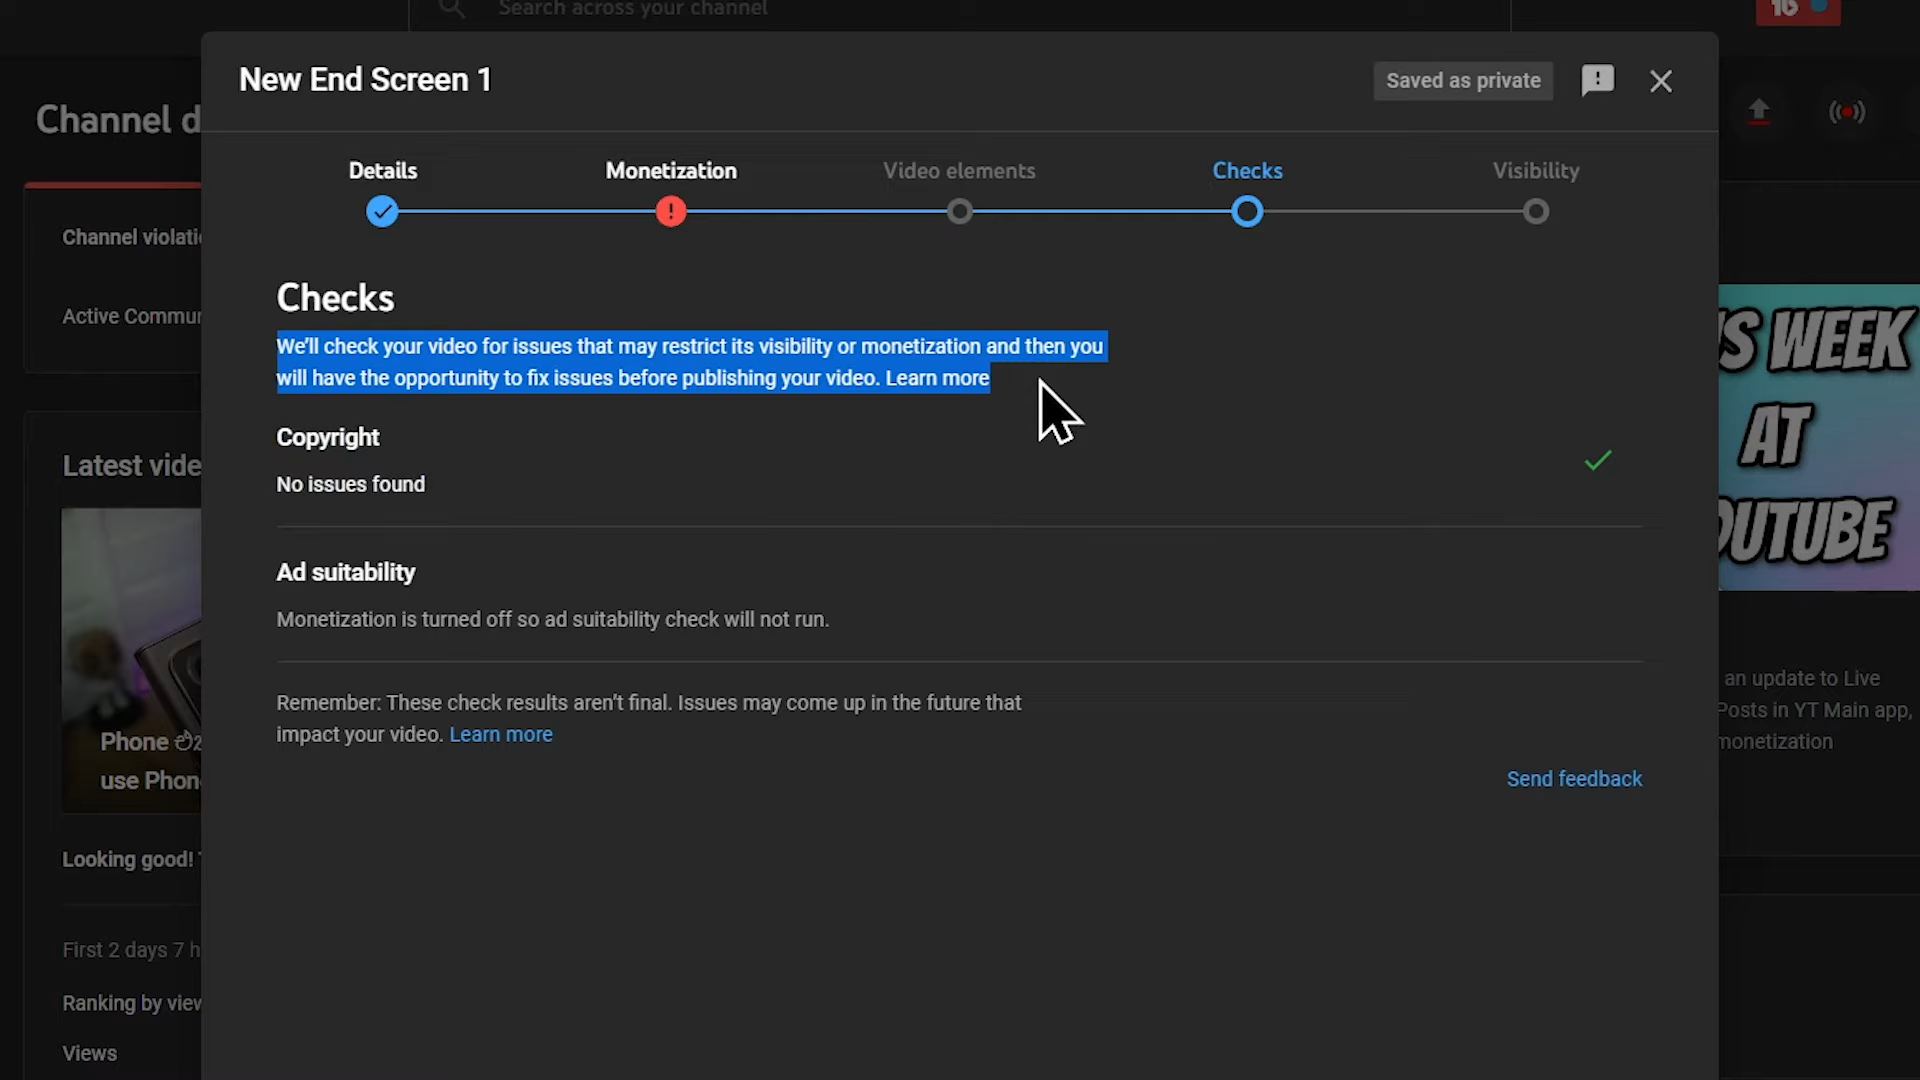 Search across your channel
16
New End Screen 1
Saved as private
Channel d
Details
Monetization
Video elements
Checks
Visibility
Channel violati
Active Commun
Checks
We'll check your video for issues that may restrict its visibility or monetization and then you
will have the opportunity to fix issues before publishing your video. Learn more
Copyright
No issues found
Ad suitability
Monetization is turned off so ad suitability check will not run.
Remember: These check results aren't final. Issues may come up in the future that
impact your video. Learn more
Send feedback
Latest vide
Phone
use Phon
Looking good!
First 2 days 7 h
Ranking by view
Views
S WEEK
AT
OUTUBE
an update to Live
Posts in YT Main app,
monetization